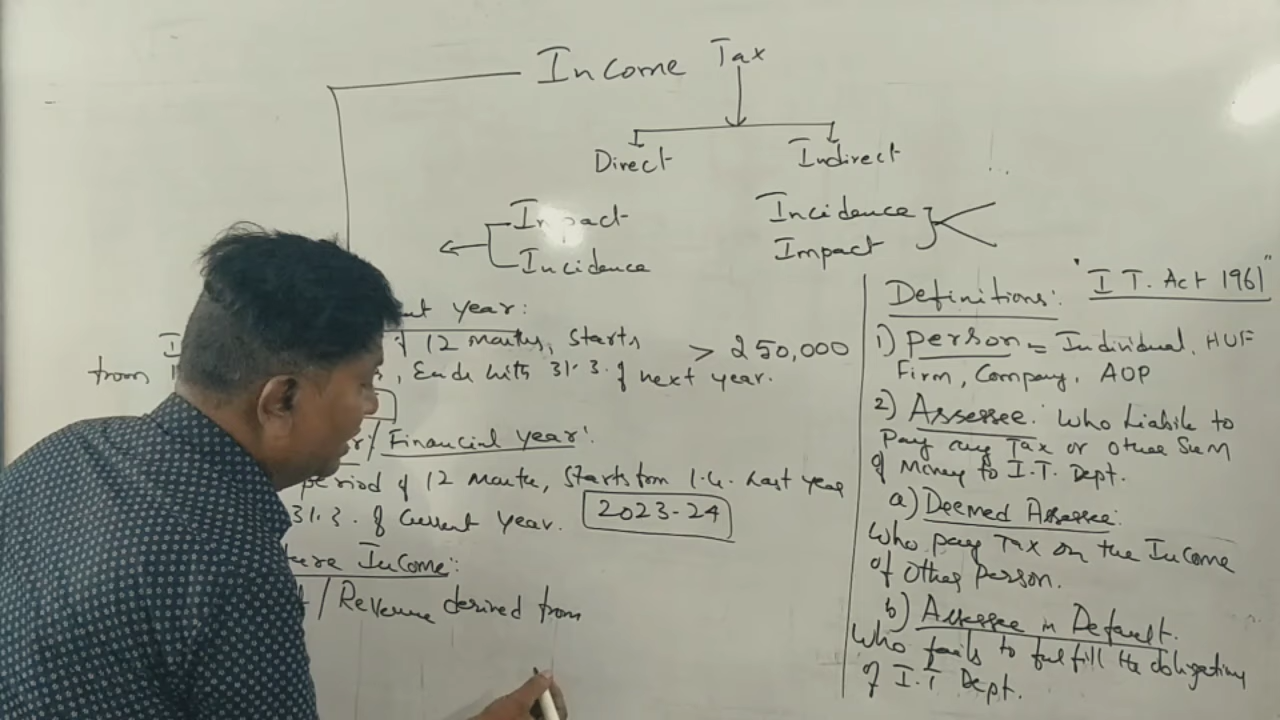 Income Tax
Direct Indirect
Impact
Incidence
Incidence
Impact
year:
12 months, Starts
from
, Ends with 31.3. of next year.
> 250,000
/Financial year:
period of 12 months, Starts from 1.4. Last year
31.3. of Current year. 2023-24
Income:
/Revenue derived from
Definitions: "I T. Act 1961"
1) person = Individual, HUF
Firm, Company, AOP
2) Assessee: who Liable to
pay any Tax or other Sum
of Money to I.T. Dept.
a) Deemed Assessee:
who pay Tax on the Income
of other person.
b) Assessee in Default.
who fails to fulfill the obligation
of I.T Dept.